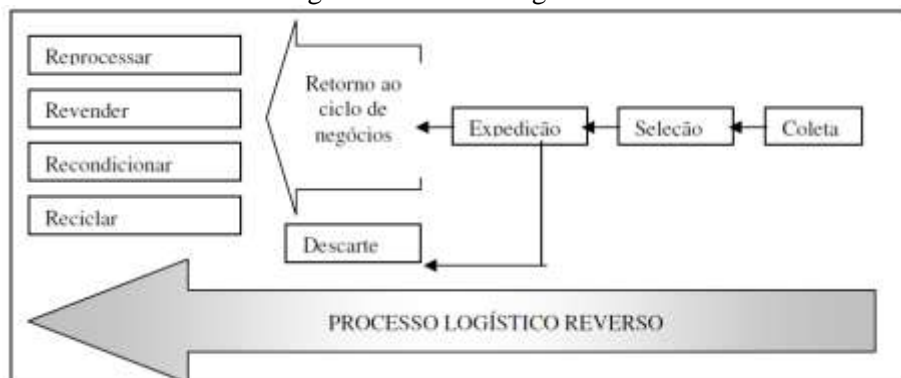 Reprocessar
Revender
Recondicionar
Reciclar
Retorno ao
ciclo de
negócios
Expedição
Seleção
Coleta
Descarte
PROCESSO LOGÍSTICO REVERSO